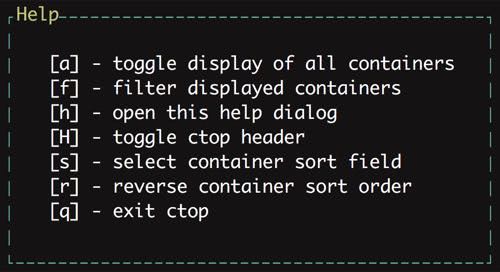 Help
[a] - toggle display of all containers
[f] - filter displayed containers
[h] - open this help dialog
[H] - toggle ctop header
[s] - select container sort field
[r] - reverse container sort order
[q] - exit ctop